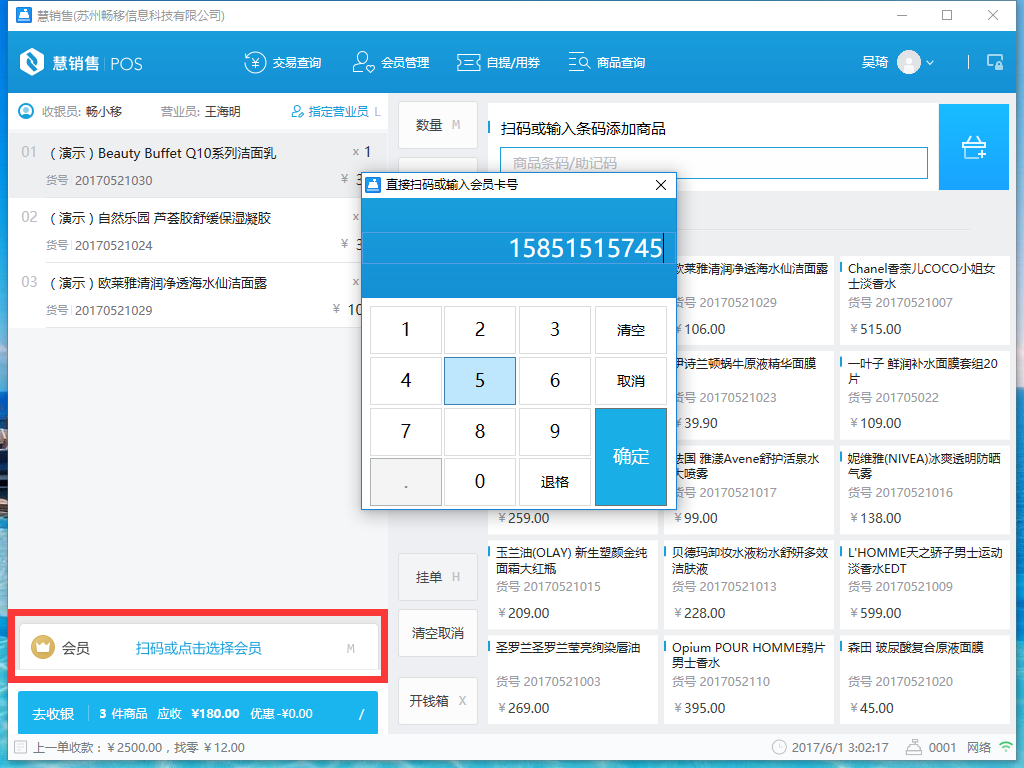 慧销售(苏州畅移信息科技有限公司)
慧销售 | POS
交易查询
会员管理
自提/用券
商品查询
吴琦
收银员: 畅小移
营业员: 王海明
指定营业员 L
01 （演示）Beauty Buffet Q10系列洁面乳 x 1
货号 20170521030 ¥ 3
02 （演示）自然乐园 芦荟胶舒缓保湿凝胶 x
货号 20170521024 ¥ 3
03 （演示）欧莱雅清润净透海水仙洁面露 x
货号 20170521029 ¥ 10
会员 扫码或点击选择会员 M
去收银 3 件商品 应收 ¥180.00 优惠-¥0.00 /
数量 M
挂单 H
清空取消
开钱箱 X
扫码或输入条码添加商品
商品条码/助记码
直接扫码或输入会员卡号
15851515745
1 2 3 清空
4 5 6 取消
7 8 9 确定
. 0 退格
欧莱雅清润净透海水仙洁面露
货号 20170521029
¥106.00
Chanel香奈儿COCO小姐女
士淡香水
货号 20170521007
¥515.00
伊诗兰顿蜗牛原液精华面膜
货号 20170521023
¥39.90
一叶子 鲜润补水面膜套组20
片
货号 201705022
¥109.00
¥259.00
法国 雅漾Avene舒护活泉水
大喷雾
货号 20170521017
¥99.00
妮维雅(NIVEA)冰爽透明防晒
气雾
货号 20170521016
¥138.00
玉兰油(OLAY) 新生塑颜金纯
面霜大红瓶
货号 20170521015
¥209.00
贝德玛卸妆水液粉水舒妍多效
洁肤液
货号 20170521013
¥228.00
L'HOMME天之骄子男士运动
淡香水EDT
货号 20170521009
¥599.00
圣罗兰圣罗兰莹亮绚染唇油
货号 20170521003
¥269.00
Opium POUR HOMME鸦片
男士香水
货号 2017052110
¥395.00
森田 玻尿酸复合原液面膜
货号 20170521020
¥45.00
上一单收款：¥2500.00，找零 ¥12.00
2017/6/1 3:02:17
0001
网络